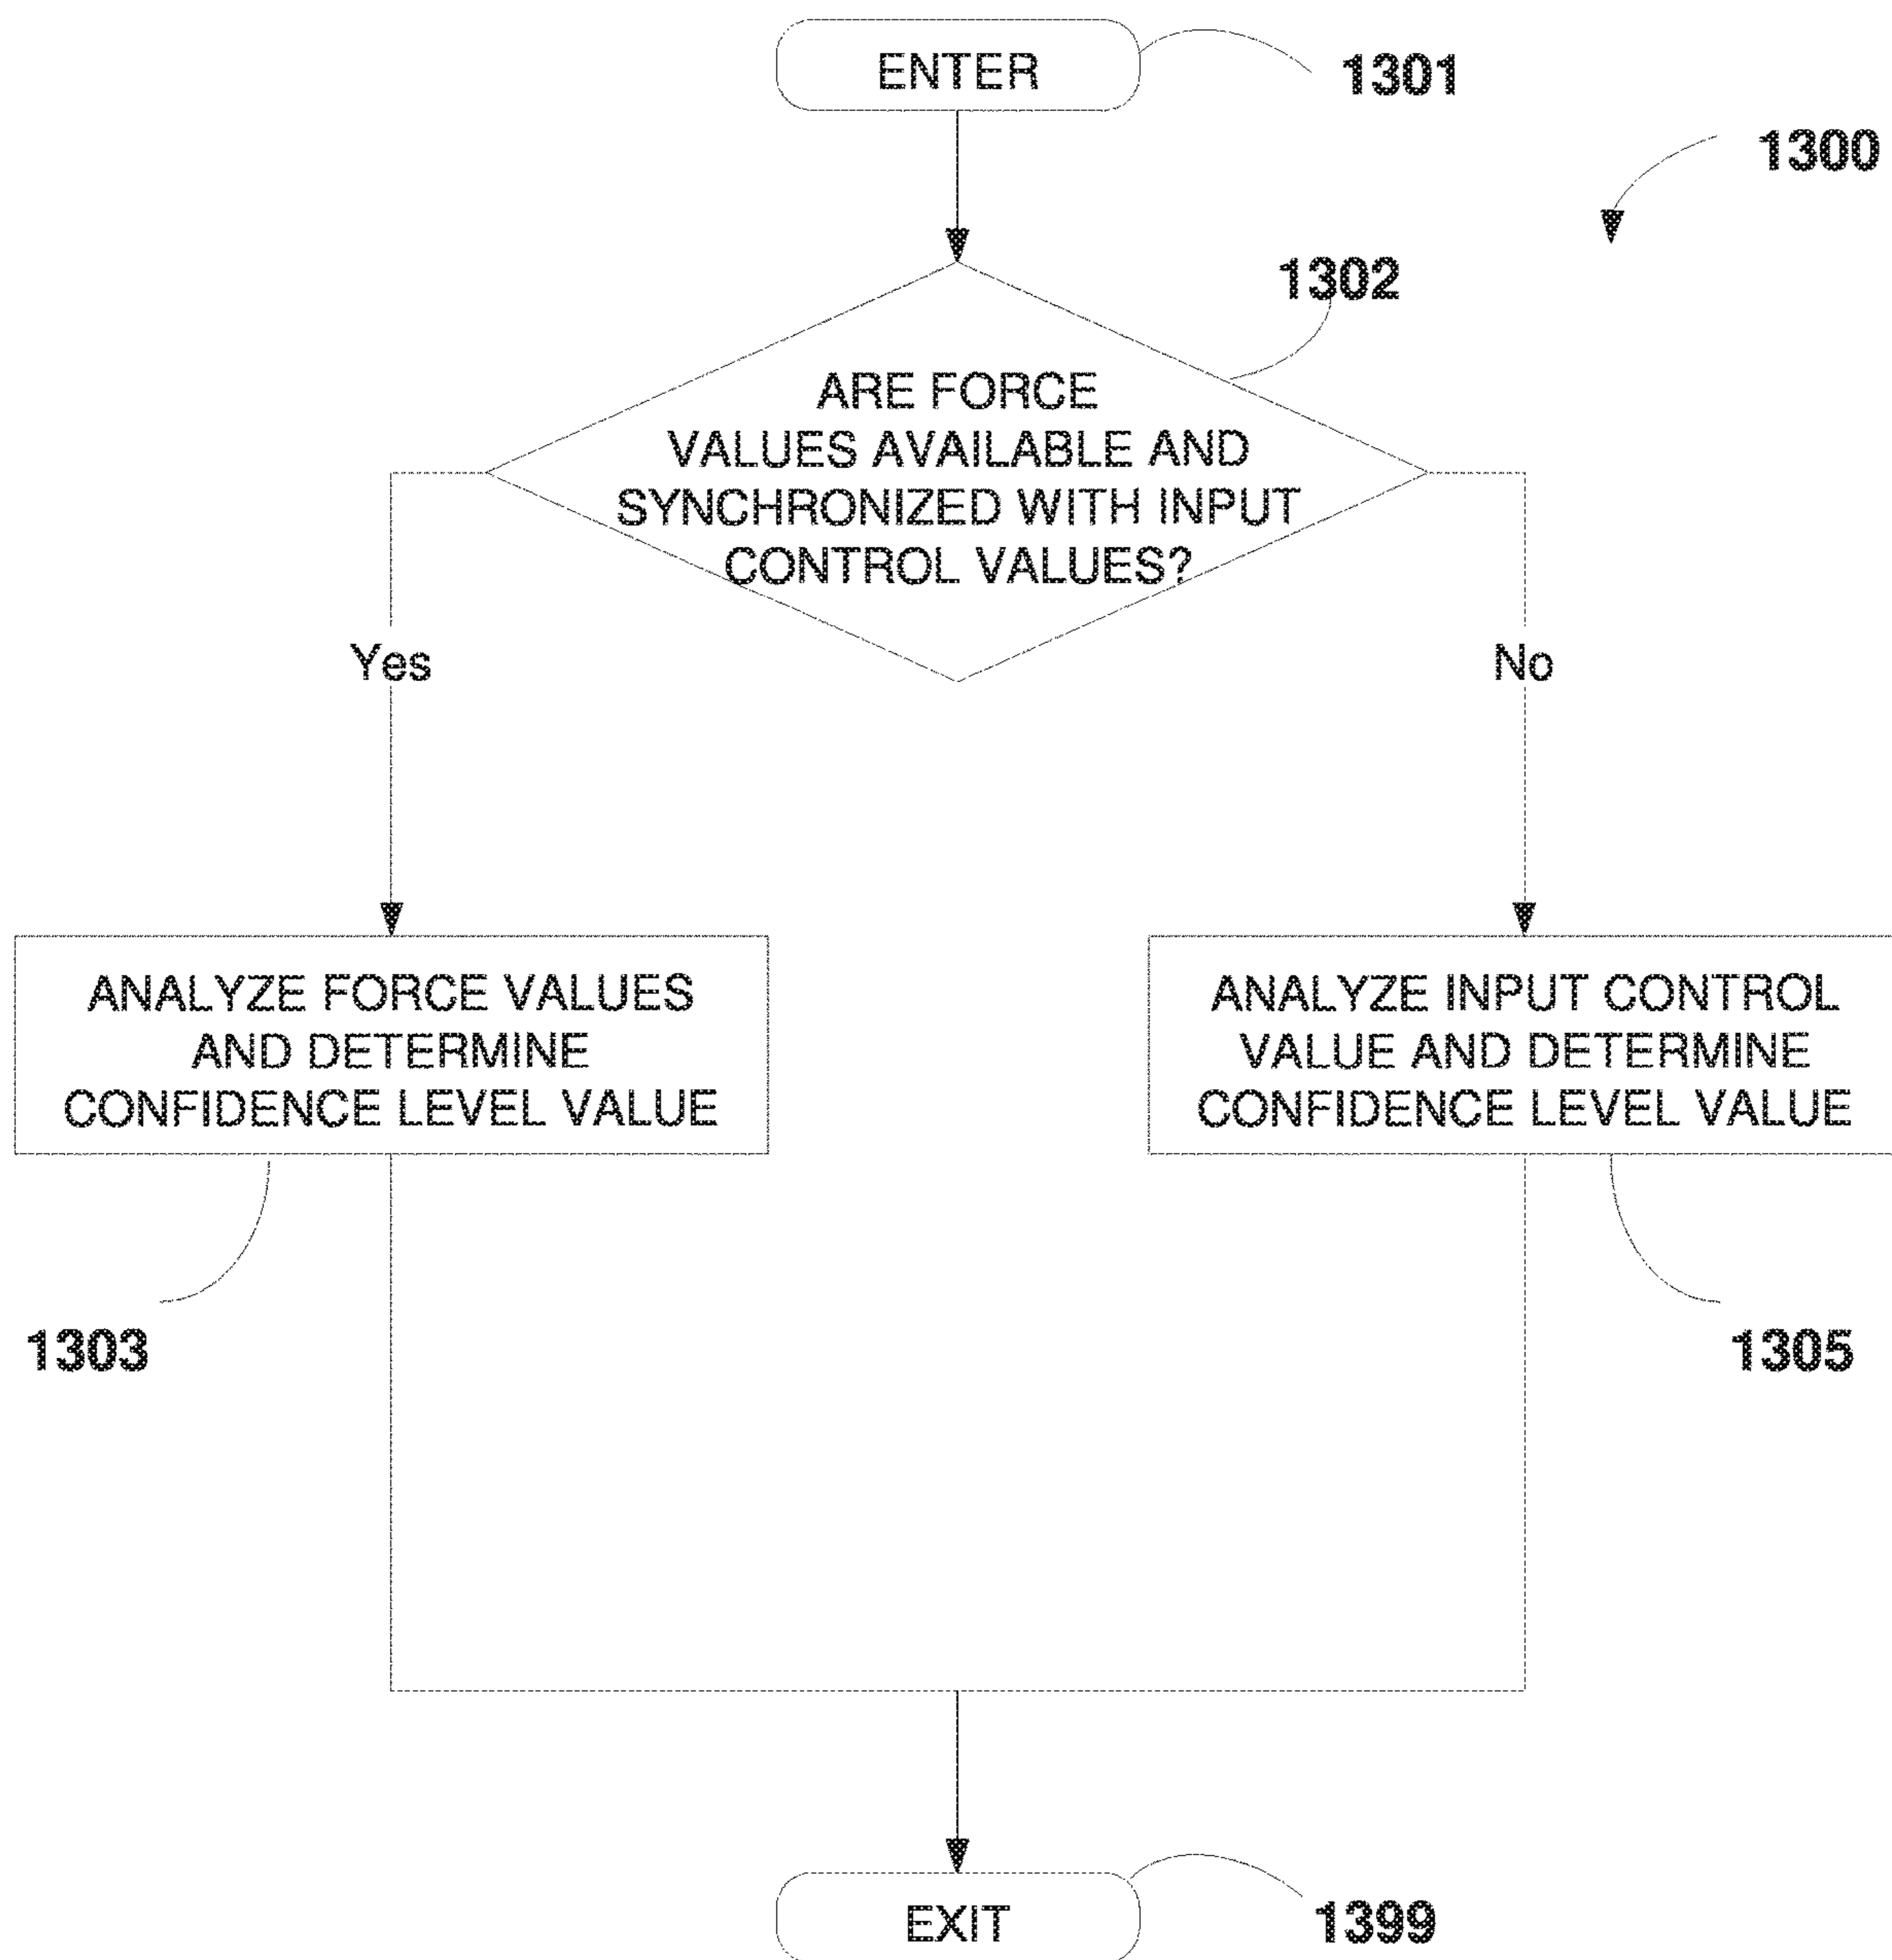 ENTER
1301
1300
1302
ARE FORCE
VALUES AVAILABLE AND
SYNCHRONIZED WITH INPUT
CONTROL VALUES?
Yes
No
ANALYZE FORCE VALUES
AND DETERMINE
CONFIDENCE LEVEL VALUE
ANALYZE INPUT CONTROL
VALUE AND DETERMINE
CONFIDENCE LEVEL VALUE
1303
1305
EXIT
1399